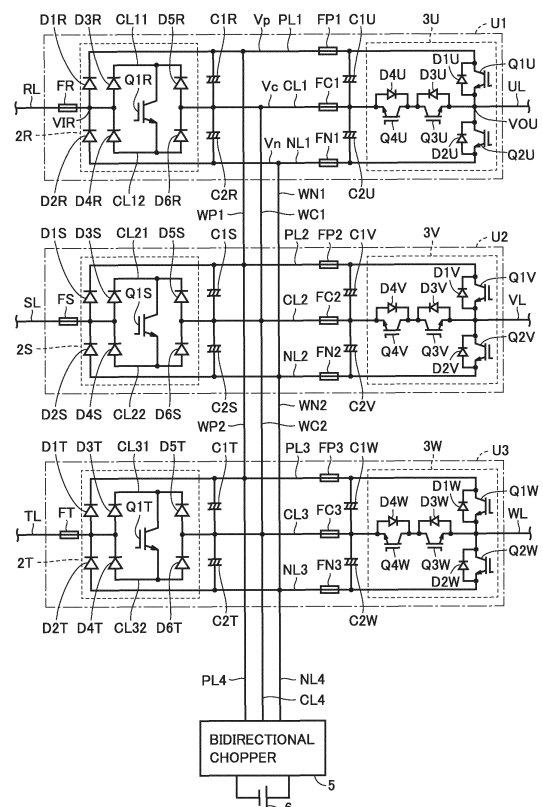 D1R D3R CL11 D5R C1R Vp PL1 FP1 C1U 3U U1
D1U Q1U
RL FR Q1R Vc CL1 FC1 D4U D3U UL
VIR VOU
2R Vn NL1 FN1 Q4U Q3U D2U Q2U
D2R D4R CL12 D6R C2R WN1 C2U
WP1 WC1
D1S D3S CL21 D5S C1S PL2 FP2 C1V 3V U2
D1V Q1V
SL FS Q1S CL2 FC2 D4V D3V VL
2S NL2 FN2 Q4V Q3V D2V Q2V
D2S D4S CL22 D6S C2S WN2 C2V
WP2 WC2
D1T D3T CL31 D5T C1T PL3 FP3 C1W 3W U3
D1W Q1W
TL FT Q1T CL3 FC3 D4W D3W WL
2T NL3 FN3 Q4W Q3W D2W Q2W
D2T D4T CL32 D6T C2T C2W
PL4 NL4
CL4
BIDIRECTIONAL
CHOPPER
5
6